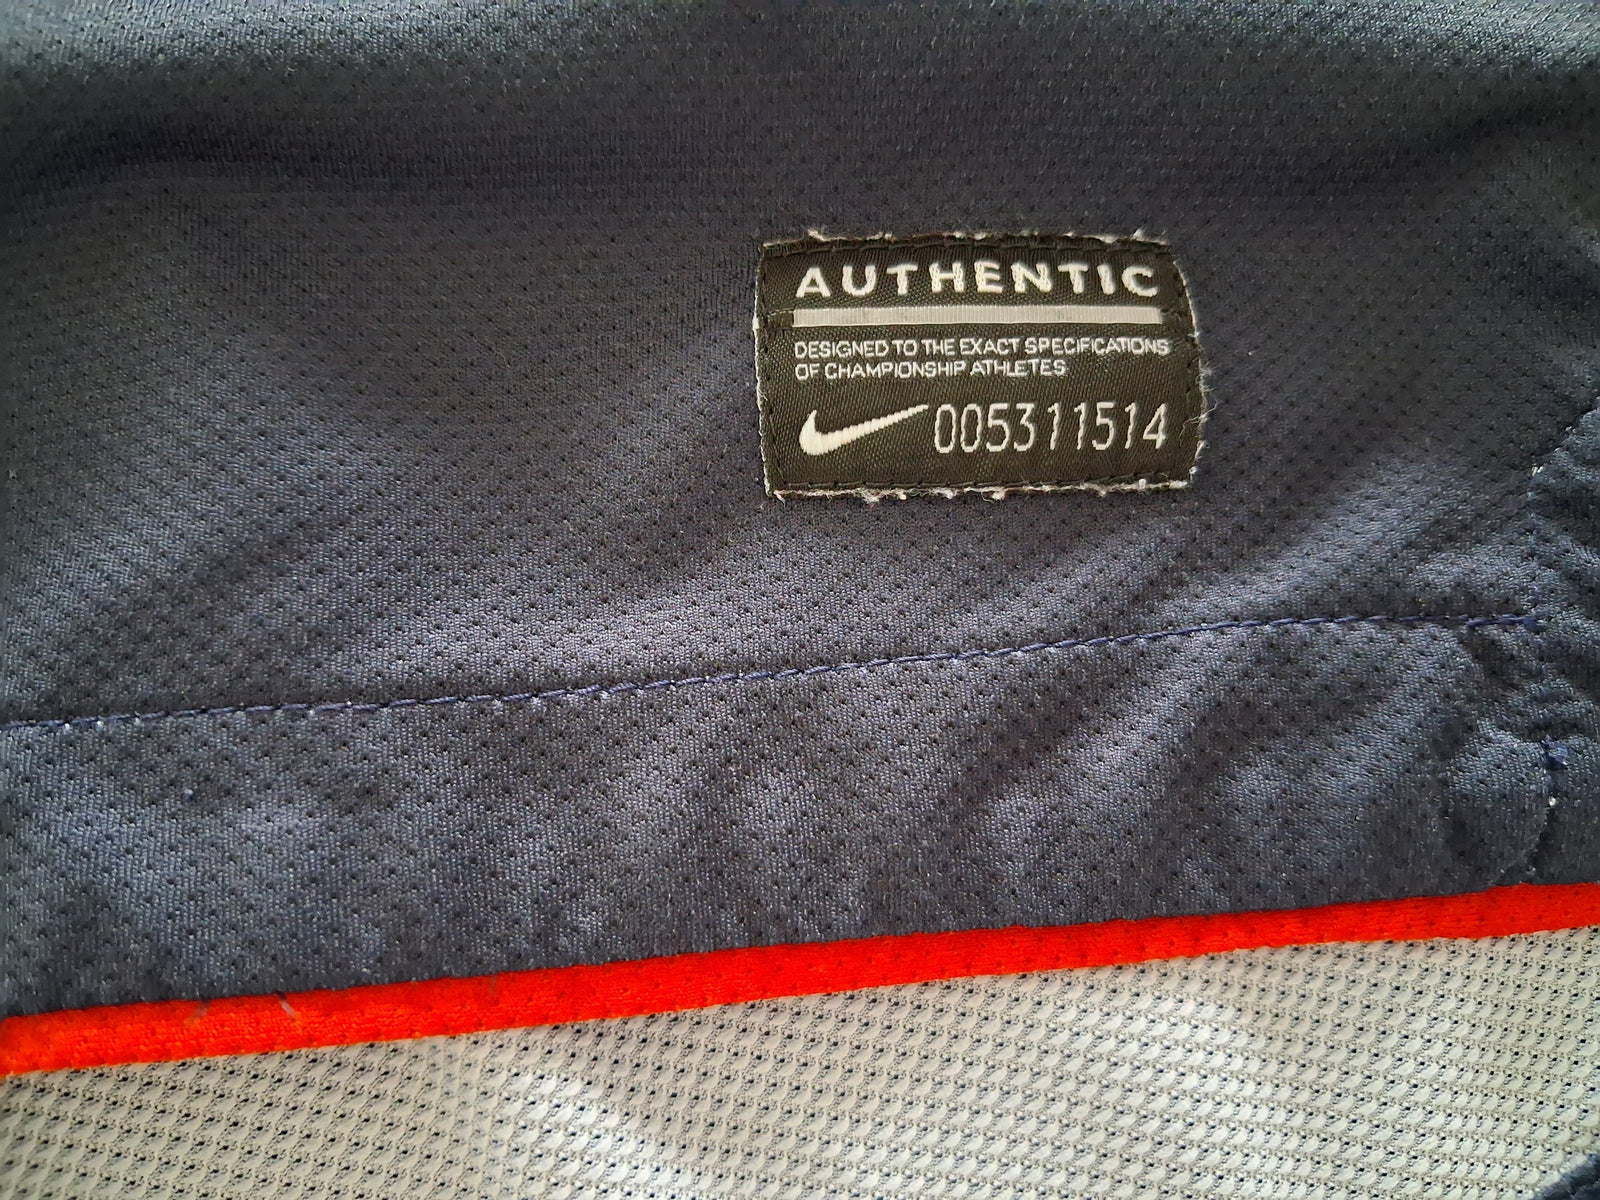 AUTHENTIC
DESIGNED TO THE EXACT SPECIFICATIONS
OF CHAMPIONSHIP ATHLETES
005311514